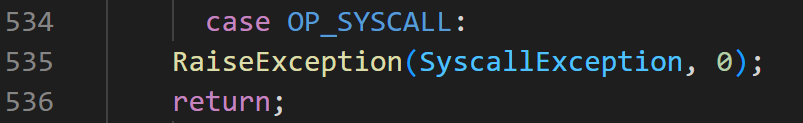 534 case OP_SYSCALL:
535 RaiseException(SyscallException, 0);
536 return;